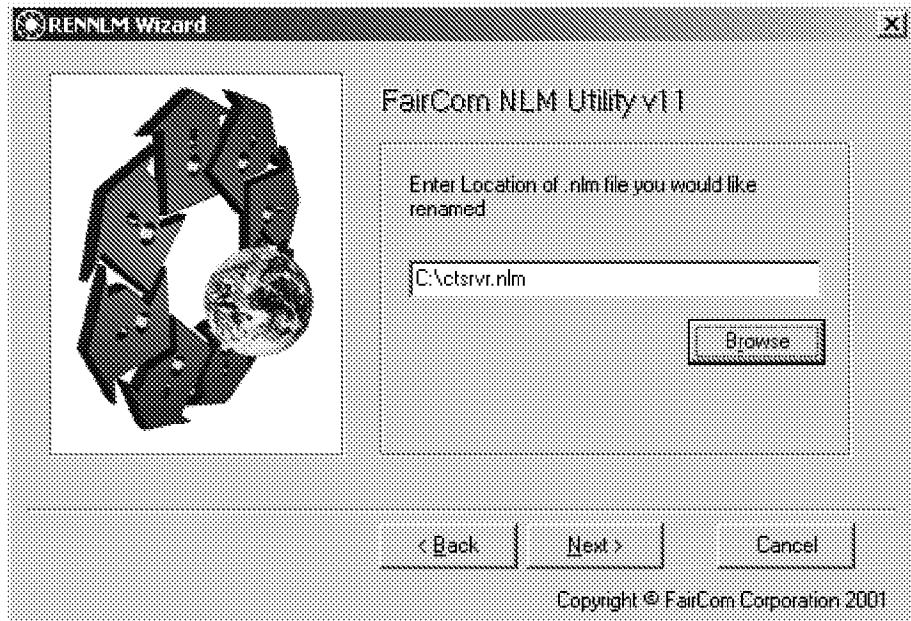 RENNLM Wizard
FairCom NLM Utility v11
Enter Location of .nlm file you would like
renamed
C:\ctsrvr.nlm
Browse
< Back
Next >
Cancel
Copyright © FairCom Corporation 2001